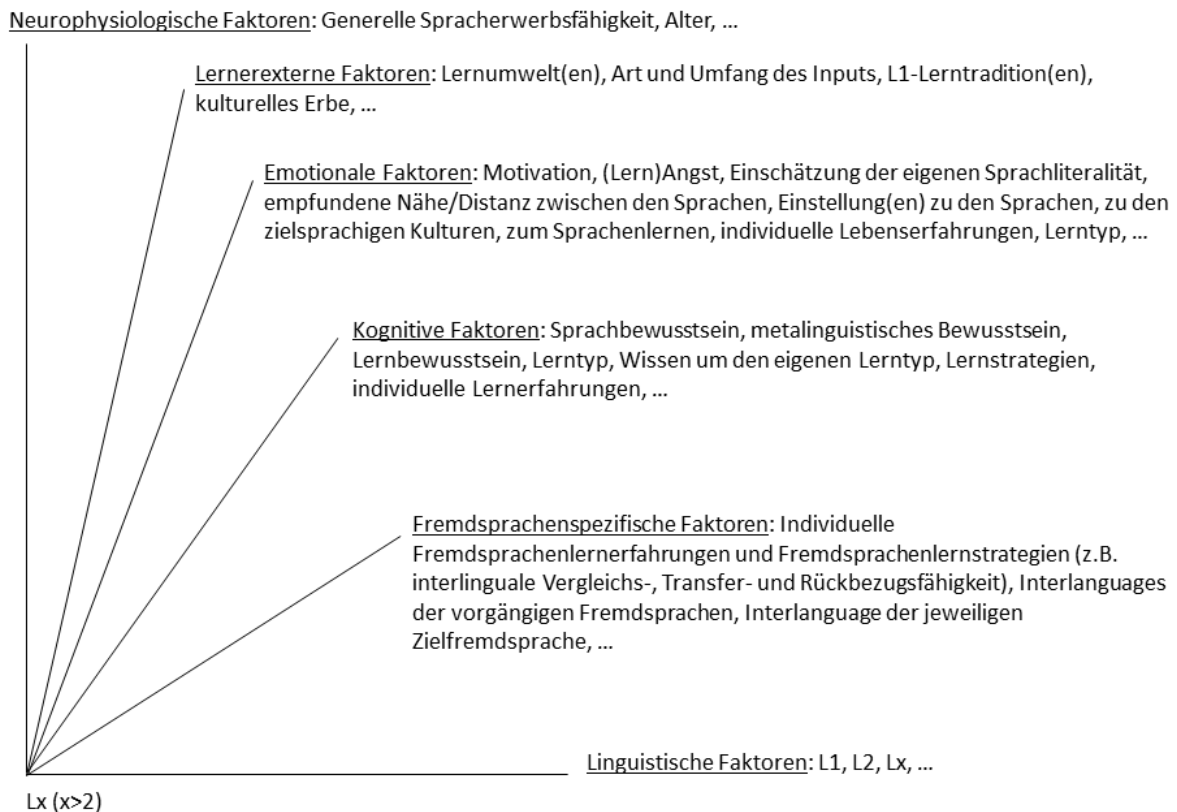 Neurophysiologische Faktoren: Generelle Spracherwerbsfähigkeit, Alter, ...
Lernerexterne Faktoren: Lernumwelt(en), Art und Umfang des Inputs, L1-Lerntradition(en),
kulturelles Erbe, ...
Emotionale Faktoren: Motivation, (Lern)Angst, Einschätzung der eigenen Sprachliteralität,
empfundene Nähe/Distanz zwischen den Sprachen, Einstellung(en) zu den Sprachen, zu den
zielsprachigen Kulturen, zum Sprachenlernen, individuelle Lebenserfahrungen, Lerntyp, ...
Kognitive Faktoren: Sprachbewusstsein, metalinguistisches Bewusstsein,
Lernbewusstsein, Lerntyp, Wissen um den eigenen Lerntyp, Lernstrategien,
individuelle Lernerfahrungen, ...
Fremdsprachenspezifische Faktoren: Individuelle
Fremdsprachenlernerfahrungen und Fremdsprachenlernstrategien (z.B.
interlinguale Vergleichs-, Transfer- und Rückbezugsfähigkeit), Interlanguages
der vorgängigen Fremdsprachen, Interlanguage der jeweiligen
Zielfremdsprache, ...
Linguistische Faktoren: L1, L2, Lx, ...
Lx (x>2)